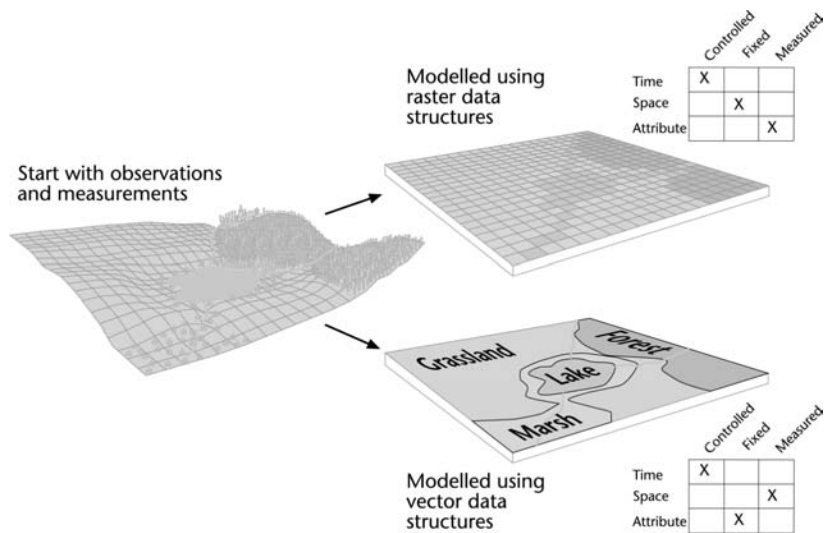 Controlled
Fixed
Measured
Modelled using
raster data
structures
Time X
Space X
Attribute X
Start with observations
and measurements
Grassland
Forest
Lake
Marsh
Modelled using
vector data
structures
Controlled
Fixed
Measured
Time X
Space X
Attribute X